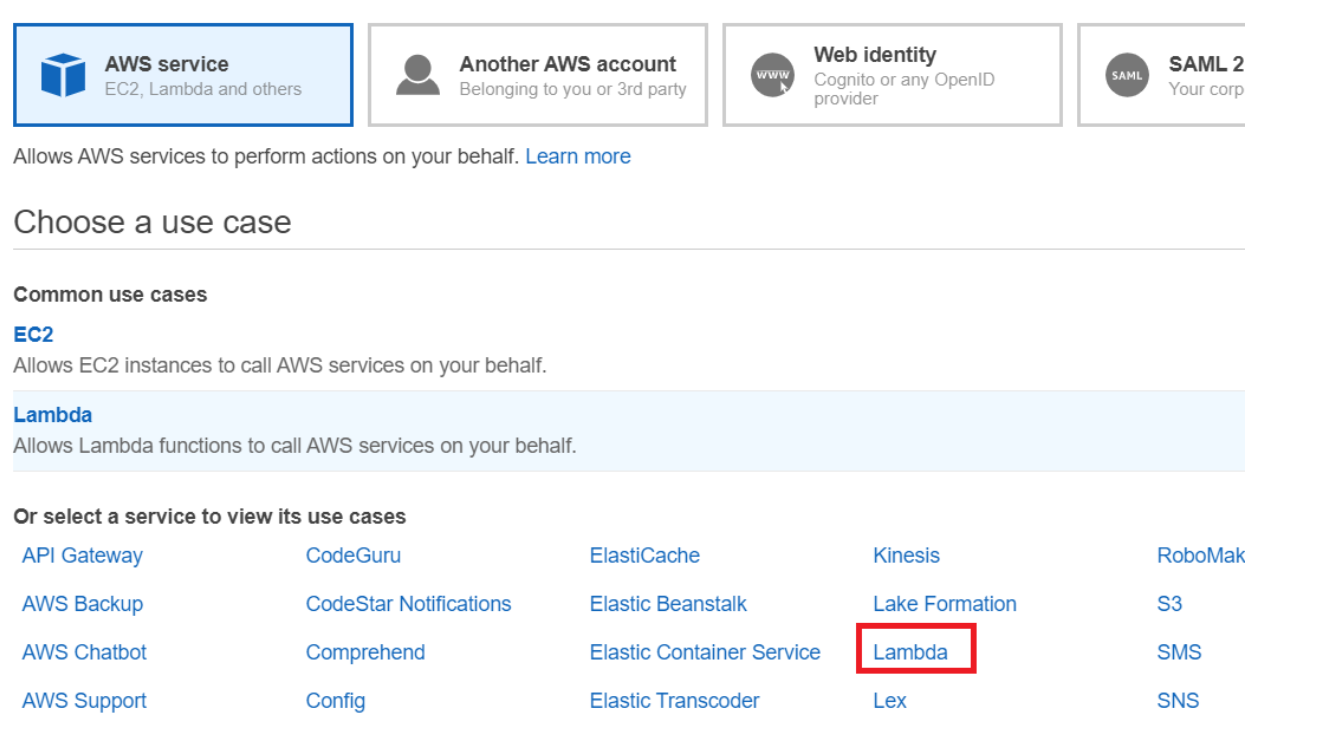 AWS service
EC2, Lambda and others
Another AWS account
Belonging to you or 3rd party
www
Web identity
Cognito or any OpenID
provider
SAML
SAML 2
Your corp
Allows AWS services to perform actions on your behalf. Learn more
Choose a use case
Common use cases
EC2
Allows EC2 instances to call AWS services on your behalf.
Lambda
Allows Lambda functions to call AWS services on your behalf.
Or select a service to view its use cases
API Gateway CodeGuru ElastiCache Kinesis RoboMak
AWS Backup CodeStar Notifications Elastic Beanstalk Lake Formation S3
AWS Chatbot Comprehend Elastic Container Service Lambda SMS
AWS Support Config Elastic Transcoder Lex SNS